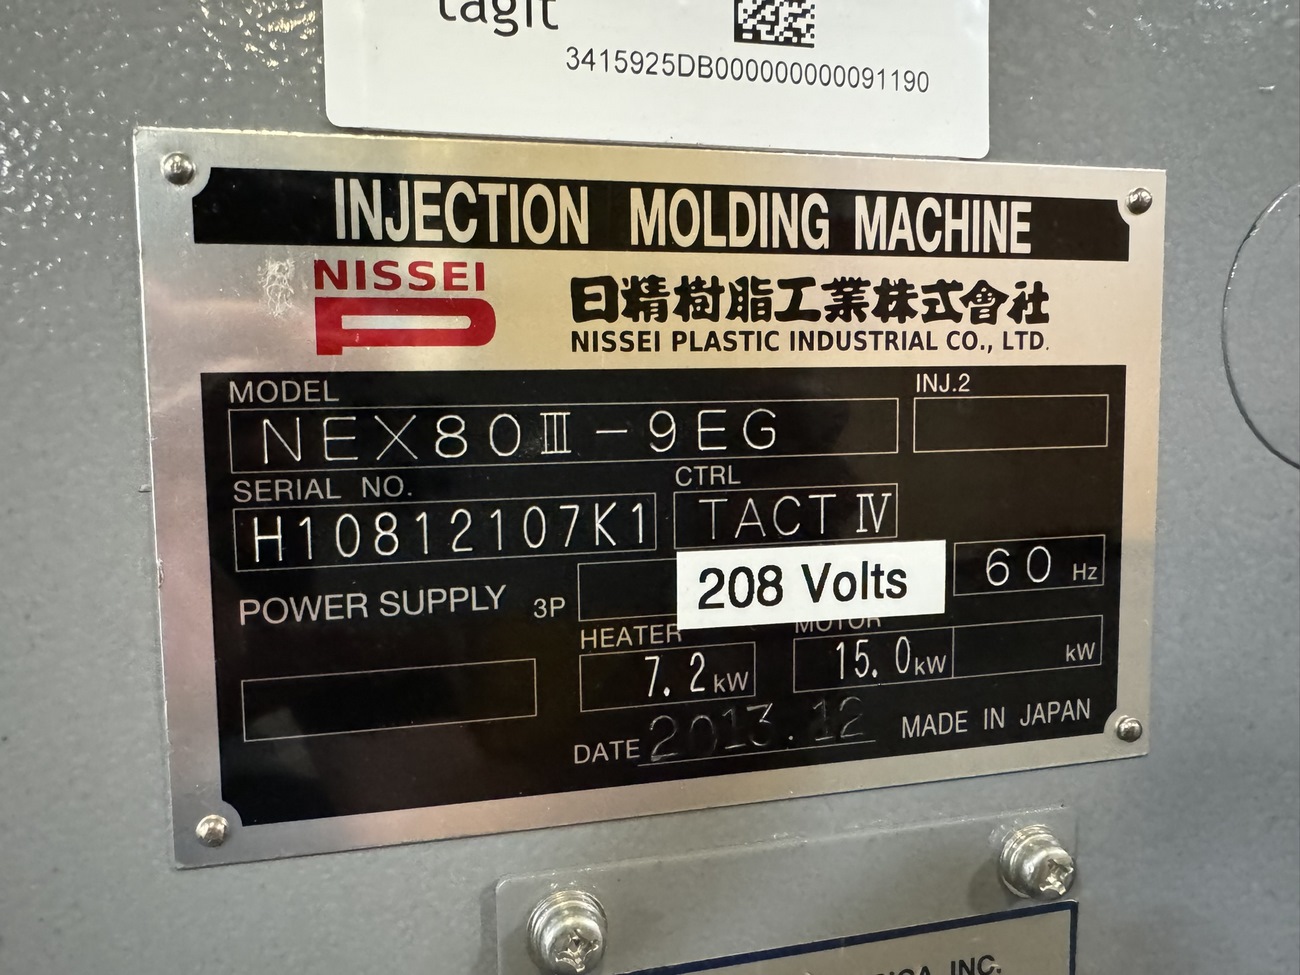 tagit
3415925DB000000000091190
INJECTION MOLDING MACHINE
NISSEI
日精樹脂工業株式會社
NISSEI PLASTIC INDUSTRIAL CO., LTD.
MODEL
INJ.2
NEX80Ⅲ-9EG
SERIAL NO.
CTRL
H10812107K1
TACT Ⅳ
POWER SUPPLY 3P
208 Volts
60 Hz
HEATER
MOTOR
7.2 kW
15.0 kW
kW
DATE 2013.12
MADE IN JAPAN
INC.